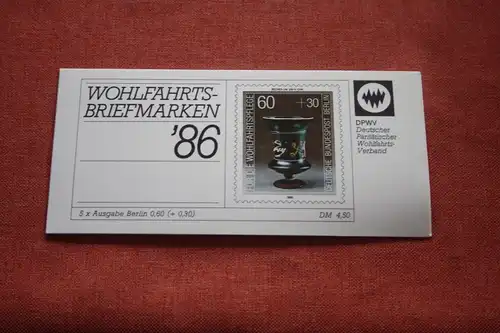 WOHLFAHRTS-
BRIEFMARKEN
'86
60 +30
DEUTSCHE BUNDESPOST BERLIN
DPWV
Deutscher
Paritätischer
Wohlfahrts-
Verband
5 x Ausgabe Berlin 0,60 (+ 0,30)
DM 4,50